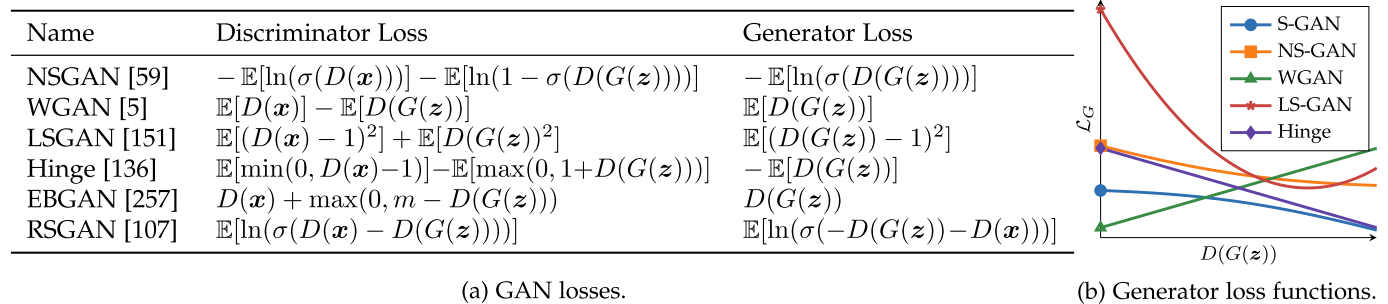 Name Discriminator Loss Generator Loss
NSGAN [59] − 𝔼[ln(σ(D(x)))] − 𝔼[ln(1 − σ(D(G(z))))] − 𝔼[ln(σ(D(G(z))))]
WGAN [5] 𝔼[D(x)] − 𝔼[D(G(z))] 𝔼[D(G(z))]
LSGAN [151] 𝔼[(D(x) − 1)²] + 𝔼[D(G(z))²] 𝔼[(D(G(z)) − 1)²]
Hinge [136] 𝔼[min(0, D(x)−1)]−𝔼[max(0, 1+D(G(z)))] − 𝔼[D(G(z))]
EBGAN [257] D(x) + max(0, m − D(G(z))) D(G(z))
RSGAN [107] 𝔼[ln(σ(D(x) − D(G(z))))] 𝔼[ln(σ(−D(G(z))−D(x)))]
(a) GAN losses.
S-GAN
NS-GAN
WGAN
LS-GAN
Hinge
ℒ_G
D(G(z))
(b) Generator loss functions.